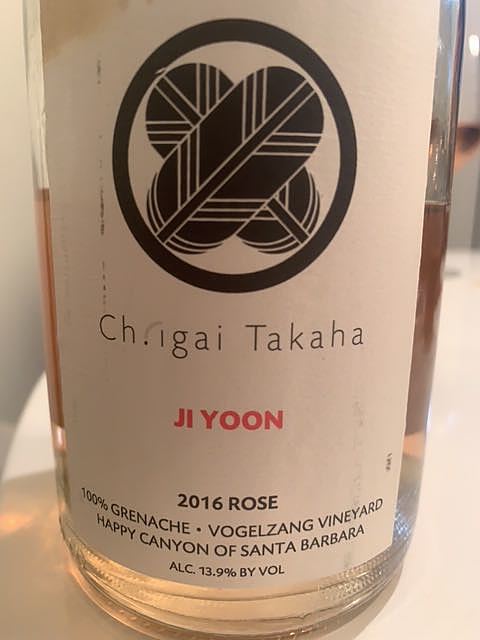 Ch.igai Takaha
JI YOON
2016 ROSE
100% GRENACHE • VOGELZANG VINEYARD
HAPPY CANYON OF SANTA BARBARA
ALC. 13.9% BY VOL